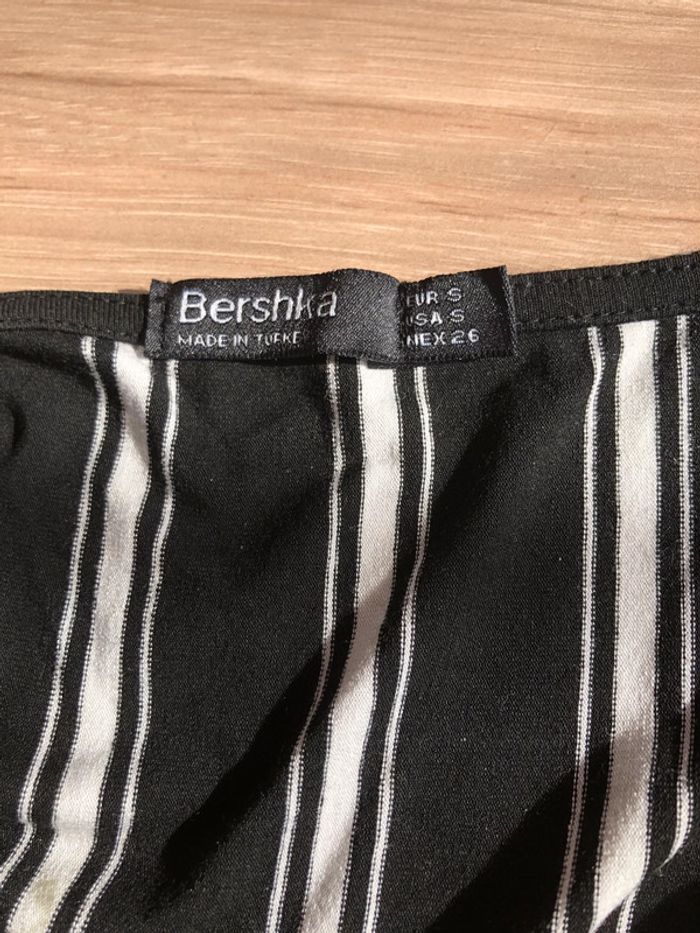 Bershka
MADE IN TURKE
EUR S
USA S
MEX 26